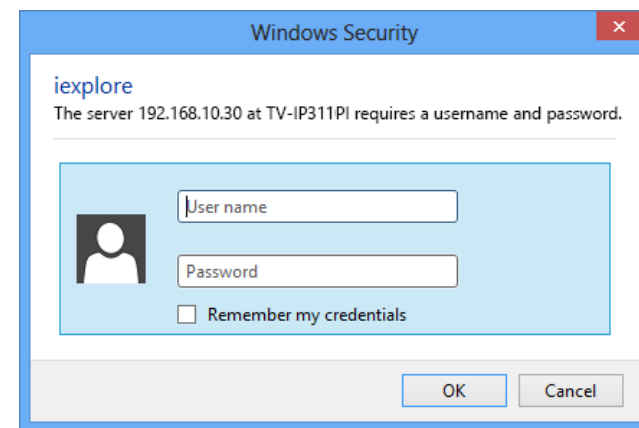 Windows Security
iexplore
The server 192.168.10.30 at TV-IP311PI requires a username and password.
User name
Password
Remember my credentials
OK
Cancel